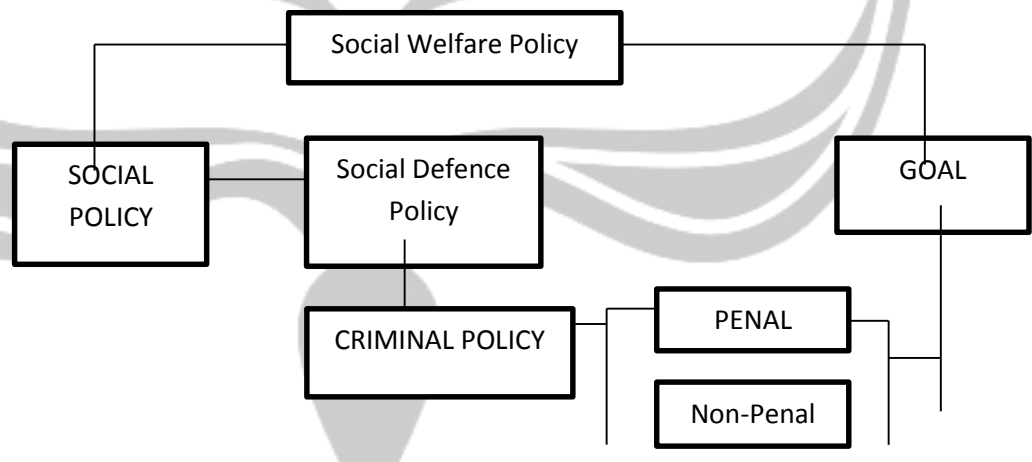 Social Welfare Policy
SOCIAL
POLICY
Social Defence
Policy
GOAL
CRIMINAL POLICY
PENAL
Non-Penal